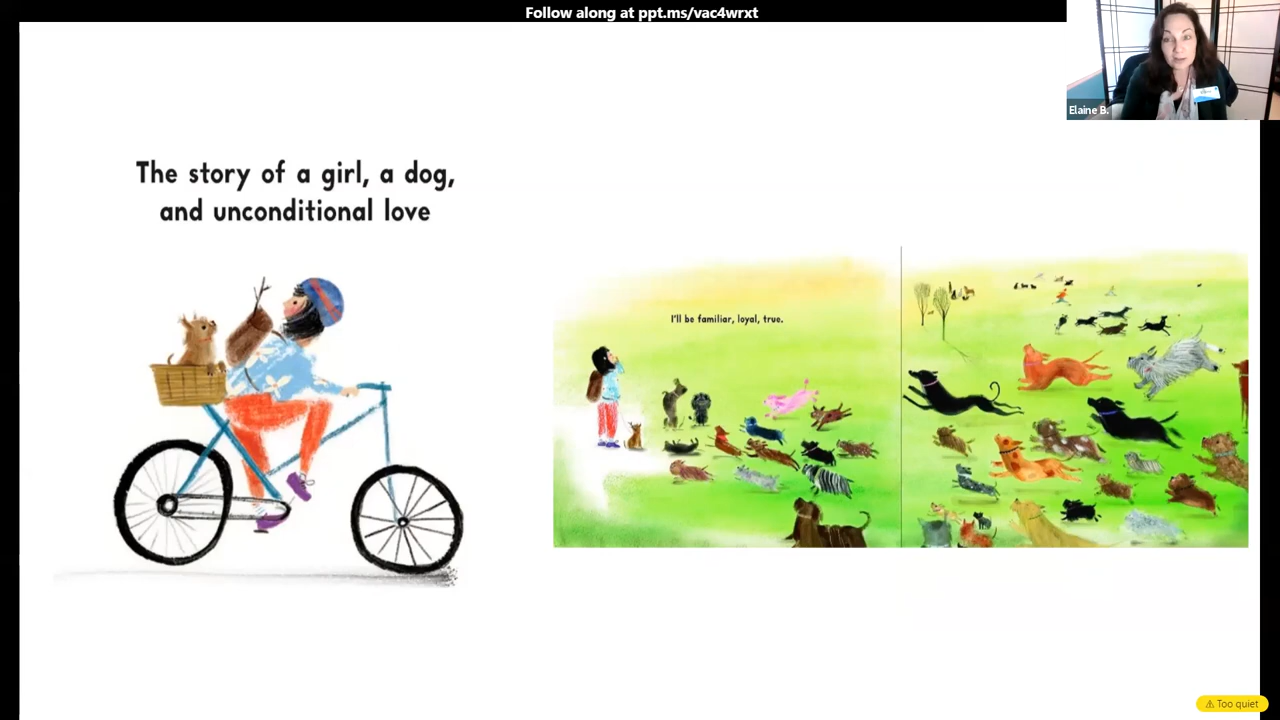 Follow along at ppt.ms/vac4wrxt
Elaine B.
The story of a girl, a dog,
and unconditional love
I'll be familiar, loyal, true.
⚠ Too quiet